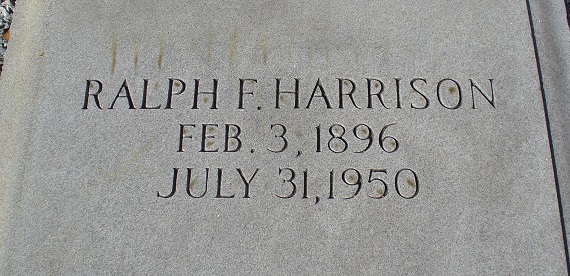 RALPH F. HARRISON
FEB. 3, 1896
JULY 31, 1950